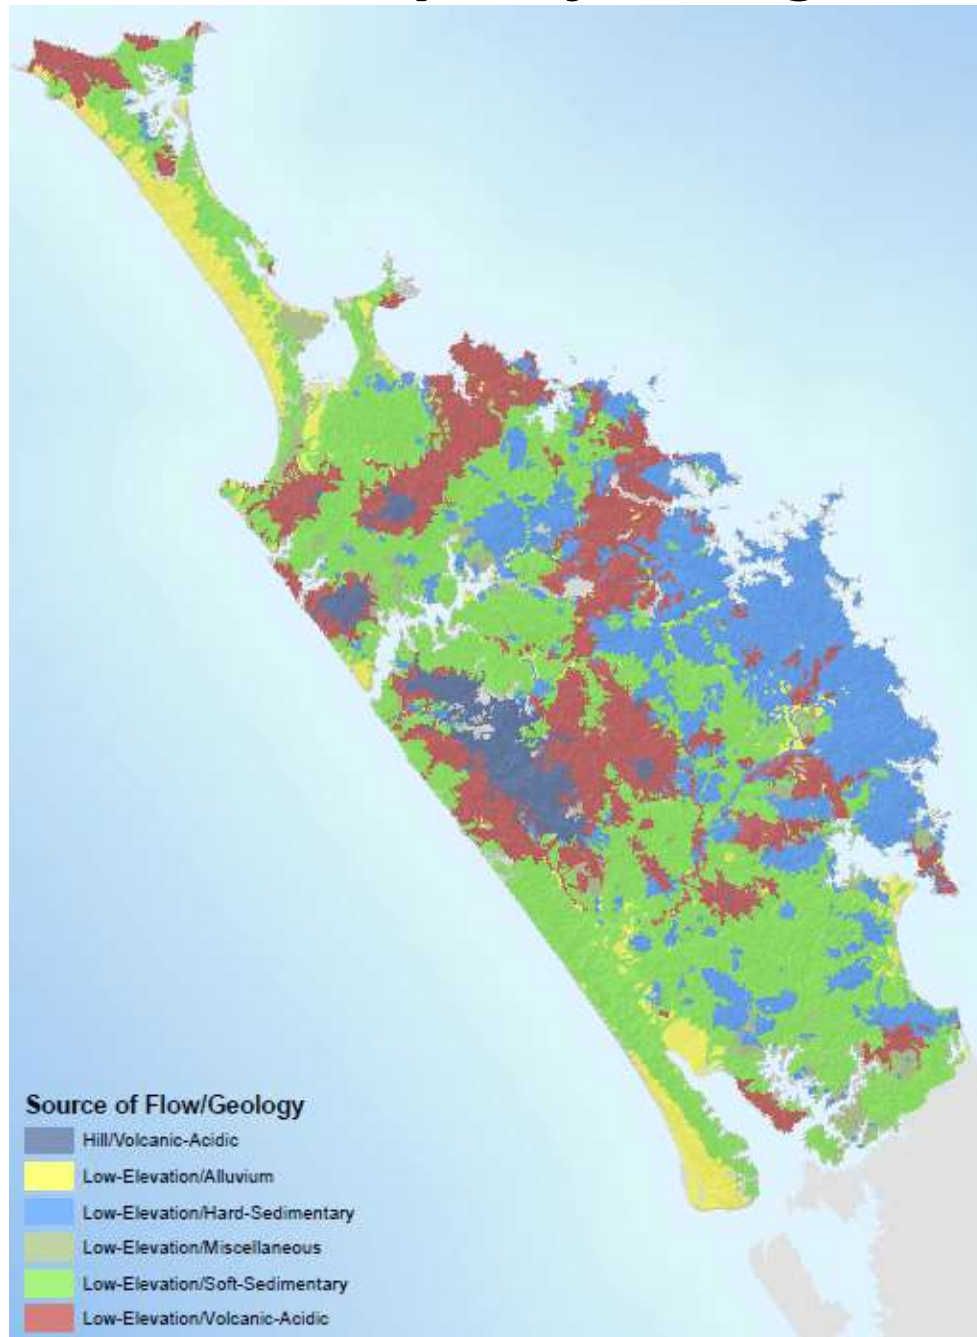 Source of Flow/Geology
Hill/Volcanic-Acidic
Low-Elevation/Alluvium
Low-Elevation/Hard-Sedimentary
Low-Elevation/Miscellaneous
Low-Elevation/Soft-Sedimentary
Low-Elevation/Volcanic-Acidic